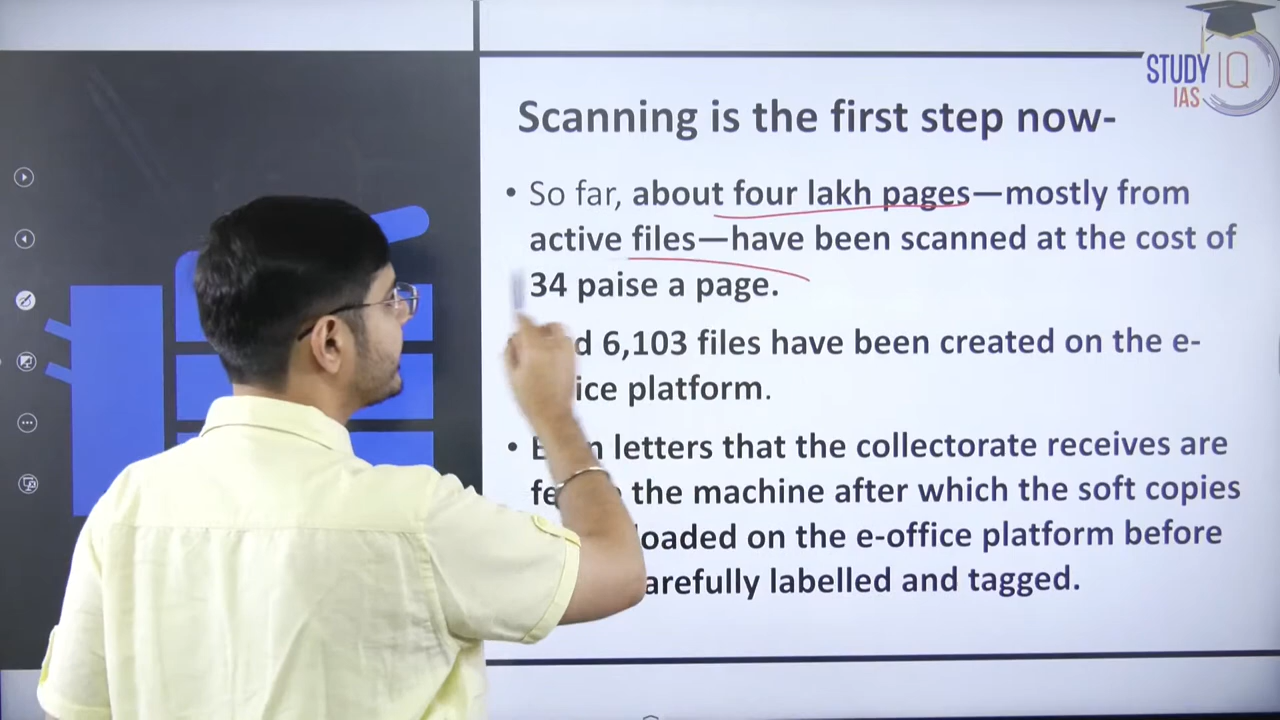 STUDY IQ
IAS
Scanning is the first step now-
• So far, about four lakh pages—mostly from
active files—have been scanned at the cost of
34 paise a page.
6,103 files have been created on the e-
platform.
• letters that the collectorate receives are
the machine after which the soft copies
on the e-office platform before
labelled and tagged.